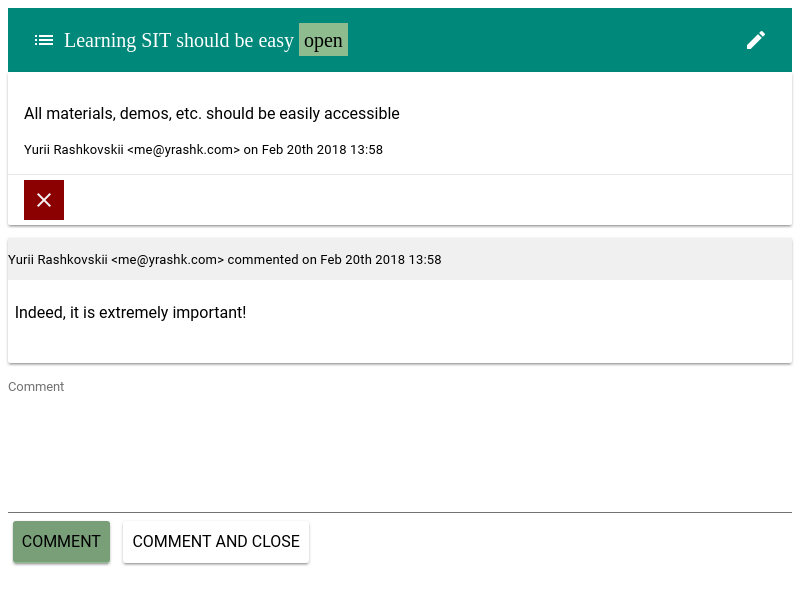 Learning SIT should be easy open
All materials, demos, etc. should be easily accessible
Yurii Rashkovskii <me@yrashk.com> on Feb 20th 2018 13:58
Yurii Rashkovskii <me@yrashk.com> commented on Feb 20th 2018 13:58
Indeed, it is extremely important!
Comment
COMMENT COMMENT AND CLOSE